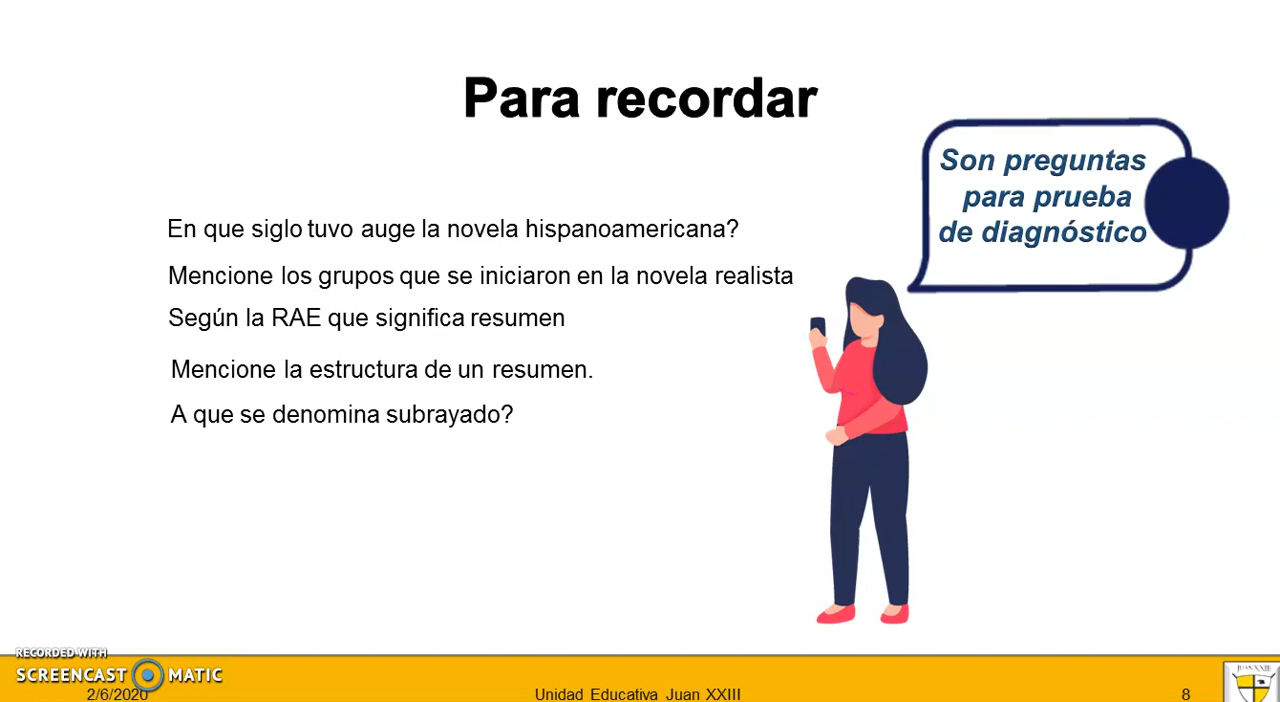 Para recordar
Son preguntas
para prueba
de diagnóstico
En que siglo tuvo auge la novela hispanoamericana?
Mencione los grupos que se iniciaron en la novela realista
Según la RAE que significa resumen
Mencione la estructura de un resumen.
A que se denomina subrayado?
RECORDED WITH
SCREENCAST MATIC
2/6/2020
Unidad Educativa Juan XXIII
8
JUAN XXIII